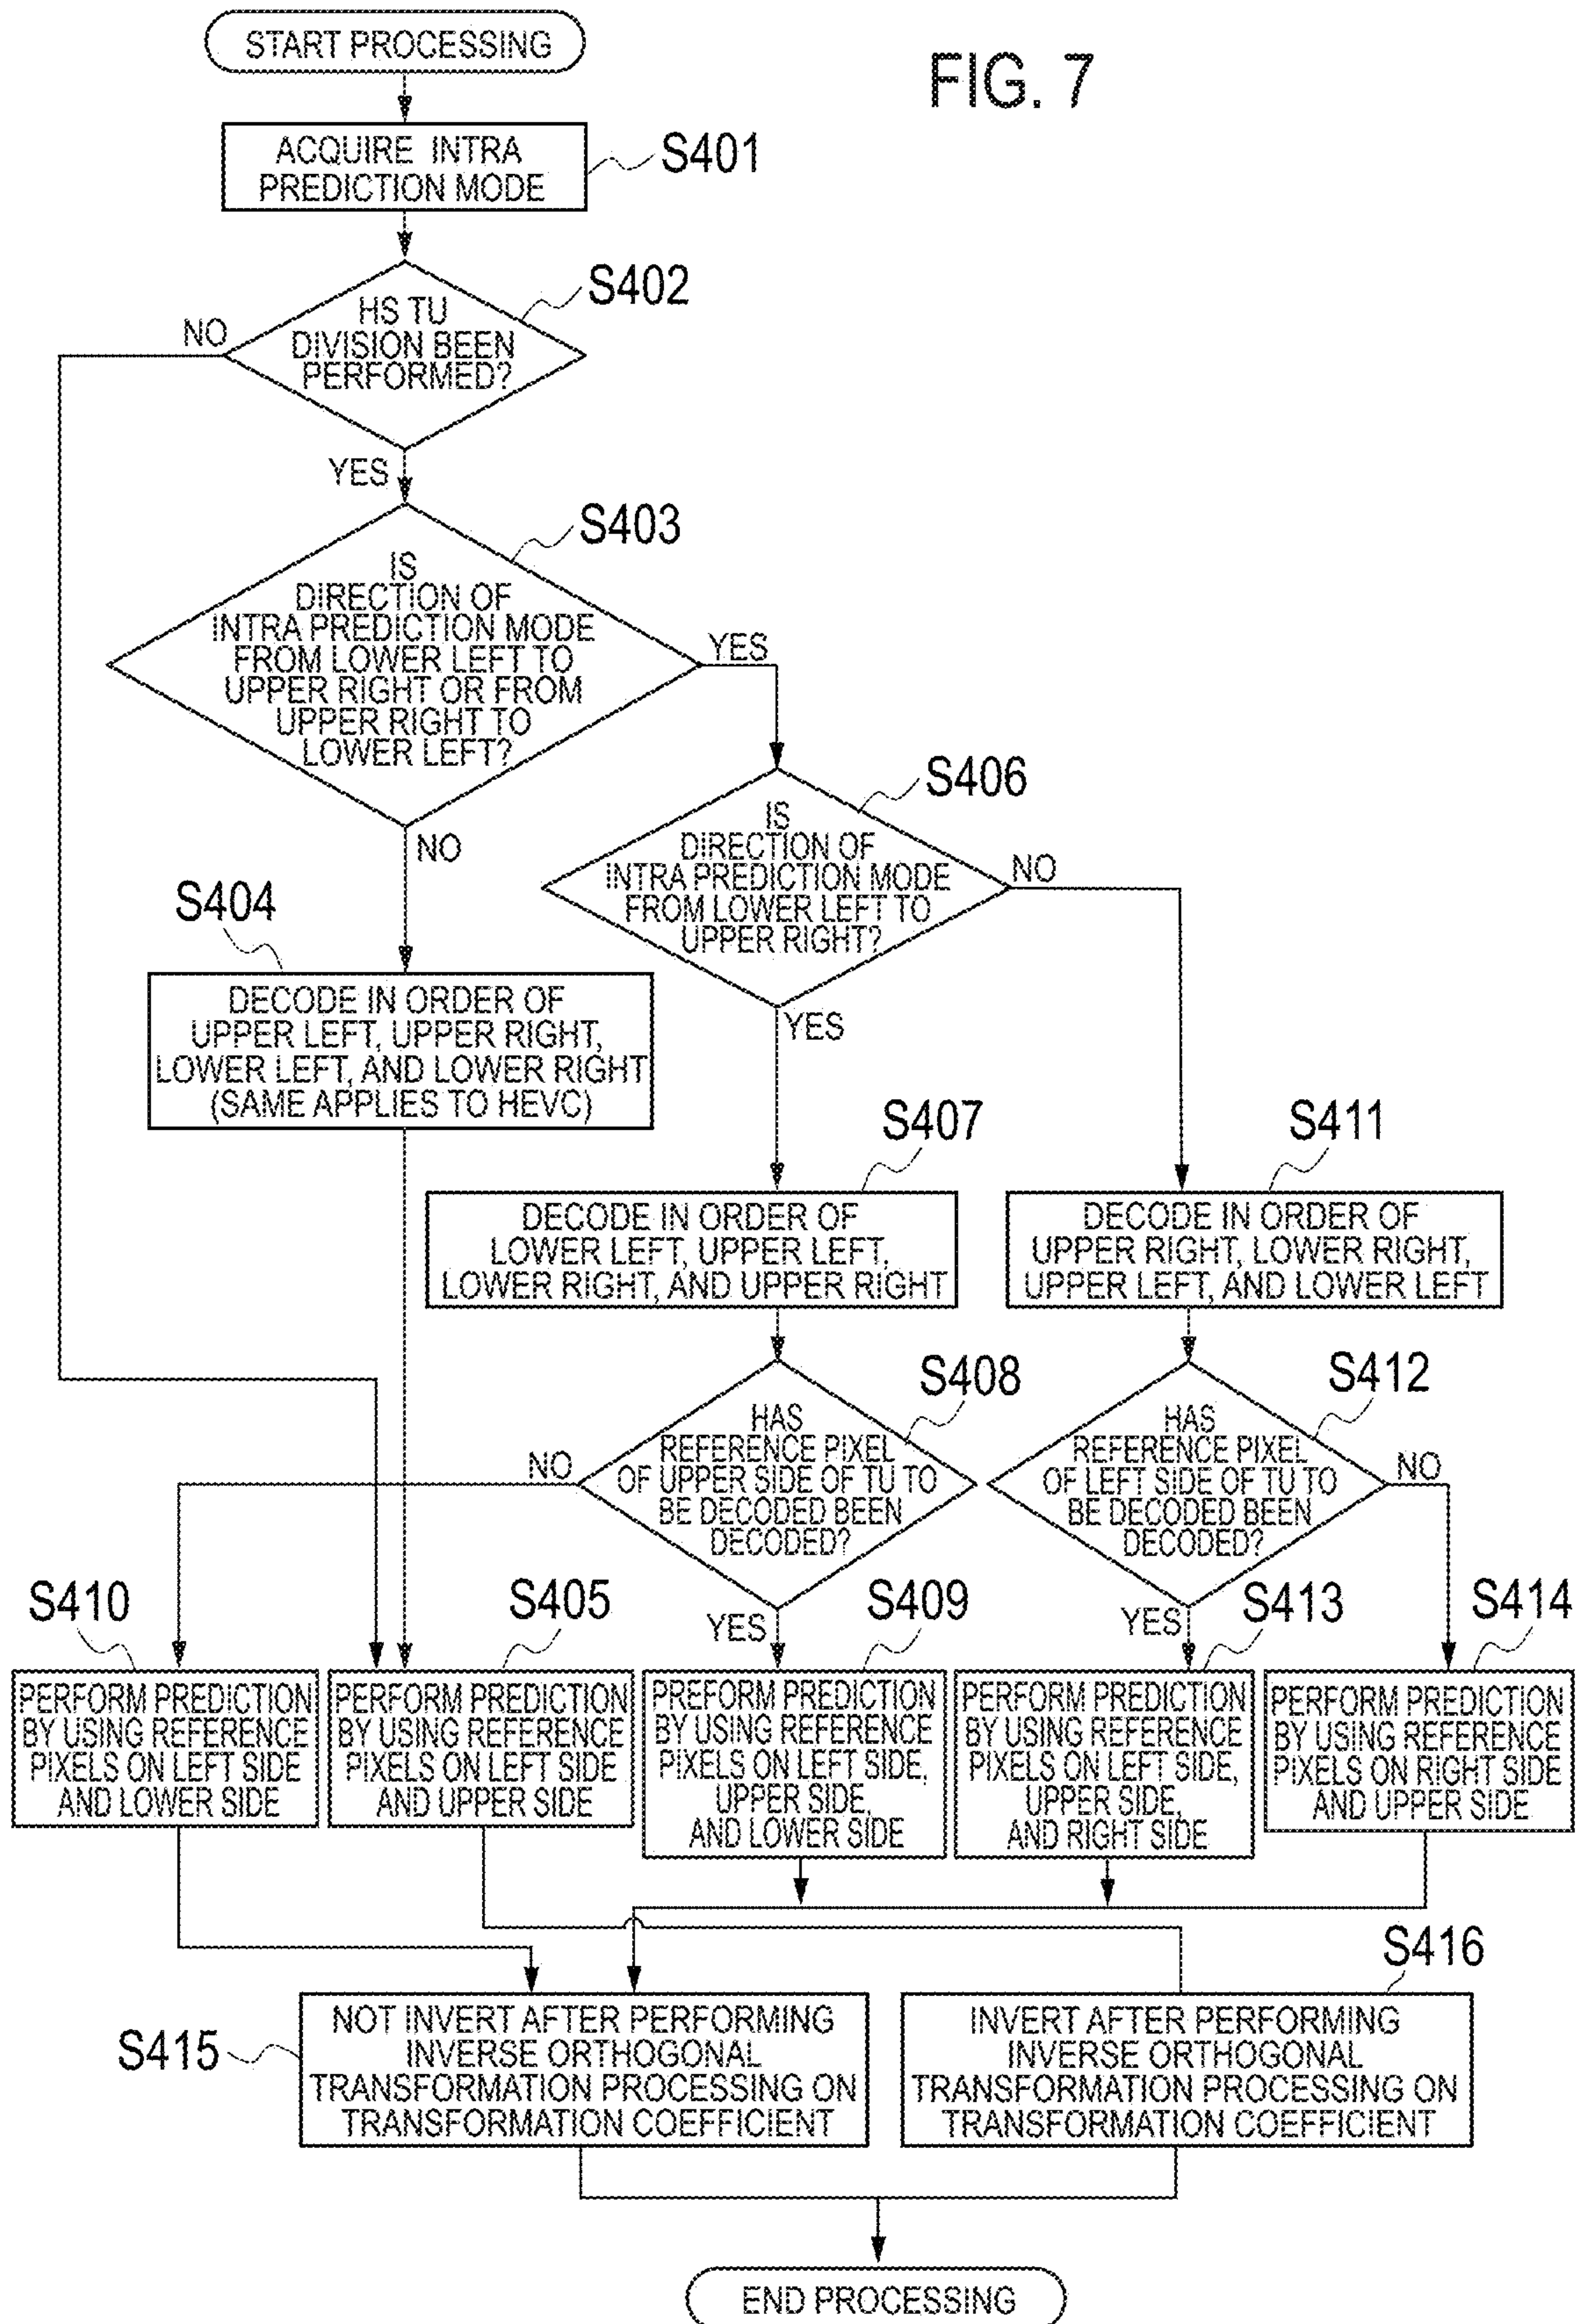 START PROCESSING
FIG. 7
ACQUIRE INTRA
PREDICTION MODE
S401
S402
HS TU
DIVISION BEEN
PERFORMED?
NO
YES
S403
IS
DIRECTION OF
INTRA PREDICTION MODE
FROM LOWER LEFT TO
UPPER RIGHT OR FROM
UPPER RIGHT TO
LOWER LEFT?
YES
NO
S406
IS
DIRECTION OF
INTRA PREDICTION MODE
FROM LOWER LEFT TO
UPPER RIGHT?
NO
YES
S404
DECODE IN ORDER OF
UPPER LEFT, UPPER RIGHT,
LOWER LEFT, AND LOWER RIGHT
(SAME APPLIES TO HEVC)
S407
DECODE IN ORDER OF
LOWER LEFT, UPPER LEFT,
LOWER RIGHT, AND UPPER RIGHT
S411
DECODE IN ORDER OF
UPPER RIGHT, LOWER RIGHT,
UPPER LEFT, AND LOWER LEFT
S408
HAS
REFERENCE PIXEL
OF UPPER SIDE OF TU TO
BE DECODED BEEN
DECODED?
NO
YES
S412
HAS
REFERENCE PIXEL
OF LEFT SIDE OF TU TO
BE DECODED BEEN
DECODED?
NO
YES
S410
PERFORM PREDICTION
BY USING REFERENCE
PIXELS ON LEFT SIDE
AND LOWER SIDE
S405
PERFORM PREDICTION
BY USING REFERENCE
PIXELS ON LEFT SIDE
AND UPPER SIDE
S409
PREFORM PREDICTION
BY USING REFERENCE
PIXELS ON LEFT SIDE,
UPPER SIDE,
AND LOWER SIDE
S413
PERFORM PREDICTION
BY USING REFERENCE
PIXELS ON LEFT SIDE,
UPPER SIDE,
AND RIGHT SIDE
S414
PERFORM PREDICTION
BY USING REFERENCE
PIXELS ON RIGHT SIDE
AND UPPER SIDE
S415
NOT INVERT AFTER PERFORMING
INVERSE ORTHOGONAL
TRANSFORMATION PROCESSING ON
TRANSFORMATION COEFFICIENT
S416
INVERT AFTER PERFORMING
INVERSE ORTHOGONAL
TRANSFORMATION PROCESSING ON
TRANSFORMATION COEFFICIENT
END PROCESSING